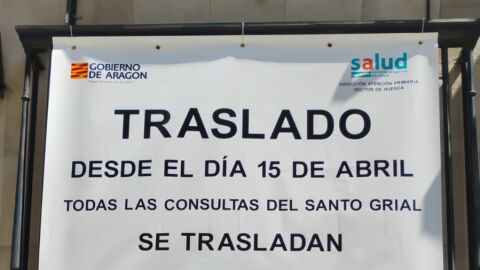 GOBIERNO
DE ARAGON
salud
DIRECCIÓN ATENCIÓN PRIMARIA
SECTOR DE HUESCA
TRASLADO
DESDE EL DÍA 15 DE ABRIL
TODAS LAS CONSULTAS DEL SANTO GRIAL
SE TRASLADAN